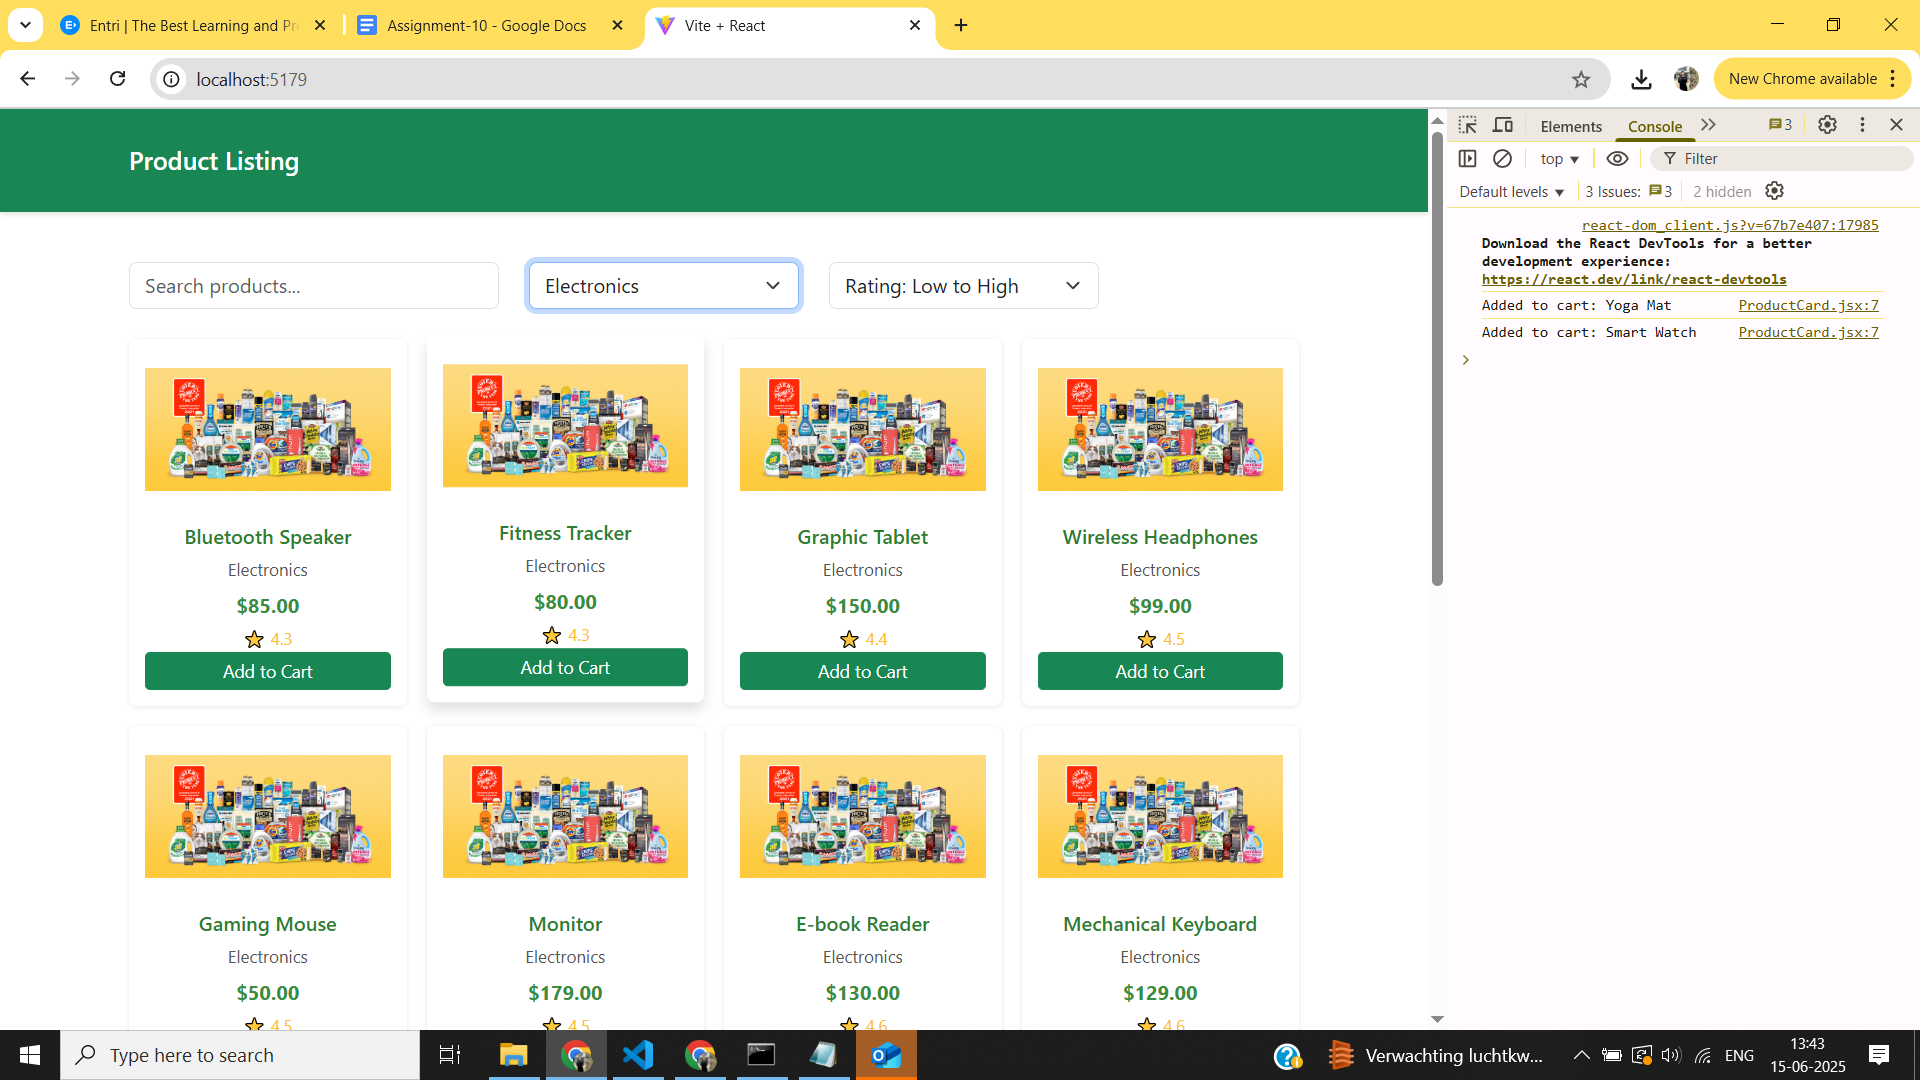 Entri | The Best Learning and Pr
Assignment-10 - Google Docs
Vite + React
localhost:5179
New Chrome available
Product Listing
Search products...
Electronics
Rating: Low to High
Bluetooth Speaker
Electronics
$85.00
4.3
Add to Cart
Fitness Tracker
Electronics
$80.00
4.3
Add to Cart
Graphic Tablet
Electronics
$150.00
4.4
Add to Cart
Wireless Headphones
Electronics
$99.00
4.5
Add to Cart
Gaming Mouse
Electronics
$50.00
4.5
Monitor
Electronics
$179.00
4.5
E-book Reader
Electronics
$130.00
4.6
Mechanical Keyboard
Electronics
$129.00
4.6
Elements
Console
3
top
Filter
Default levels
3 Issues: 3
2 hidden
react-dom_client.js?v=67b7e407:17985
Download the React DevTools for a better
development experience:
https://react.dev/link/react-devtools
Added to cart: Yoga Mat ProductCard.jsx:7
Added to cart: Smart Watch ProductCard.jsx:7
Type here to search
Verwachting luchtkw...
ENG
13:43
15-06-2025